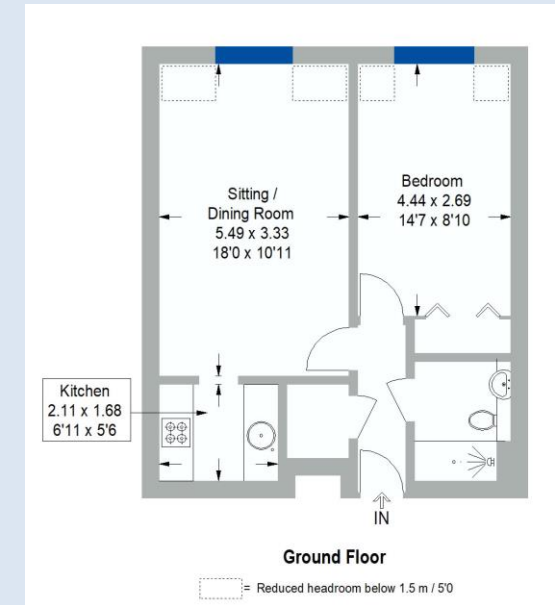 Sitting /
Dining Room
5.49 x 3.33
18'0 x 10'11
Bedroom
4.44 x 2.69
14'7 x 8'10
Kitchen
2.11 x 1.68
6'11 x 5'6
IN
Ground Floor
= Reduced headroom below 1.5 m / 5'0